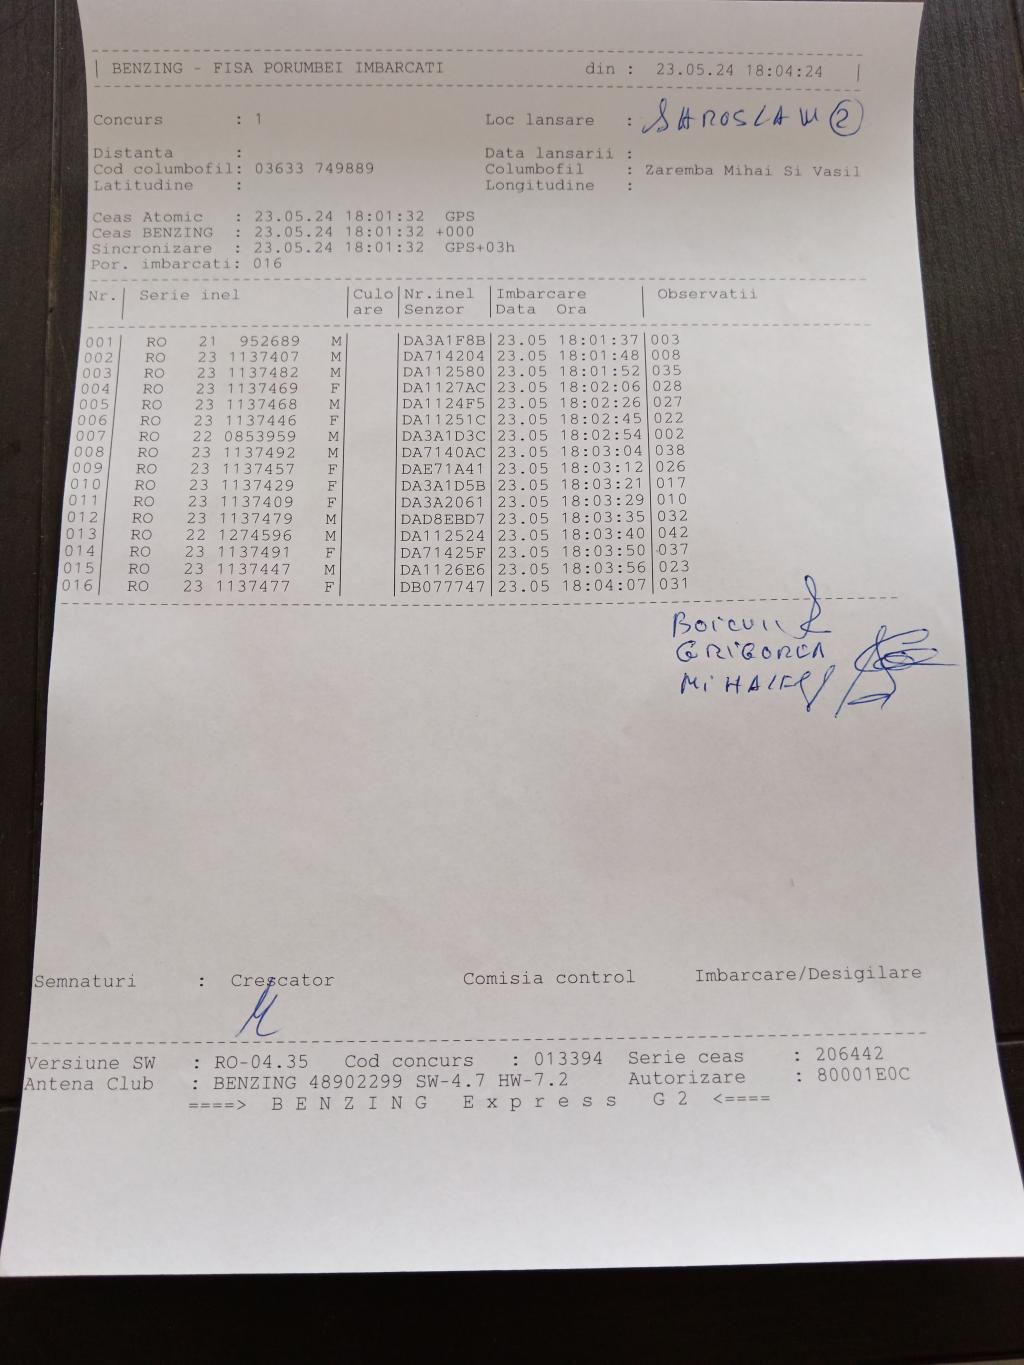 BENZING - FISA PORUMBEI IMBARCATI din : 23.05.24 18:04:24
Concurs : 1 Loc lansare : JAROSLAW 2
Distanta : Data lansarii :
Cod columbofil: 03633 749889 Columbofil : Zaremba Mihai Si Vasil
Latitudine : Longitudine :
Ceas Atomic : 23.05.24 18:01:32 GPS
Ceas BENZING : 23.05.24 18:01:32 +000
Sincronizare : 23.05.24 18:01:32 GPS+03h
Por. imbarcati: 016
Nr. Serie inel Culo Nr.inel Imbarcare Observatii
are Senzor Data Ora
001 RO 21 952689 M DA3A1F8B 23.05 18:01:37 003
002 RO 23 1137407 M DA714204 23.05 18:01:48 008
003 RO 23 1137482 M DA112580 23.05 18:01:52 035
004 RO 23 1137469 F DA1127AC 23.05 18:02:06 028
005 RO 23 1137468 M DA1124F5 23.05 18:02:26 027
006 RO 23 1137446 F DA11251C 23.05 18:02:45 022
007 RO 22 0853959 M DA3A1D3C 23.05 18:02:54 002
008 RO 23 1137492 M DA7140AC 23.05 18:03:04 038
009 RO 23 1137457 F DAE71A41 23.05 18:03:12 026
010 RO 23 1137429 F DA3A1D5B 23.05 18:03:21 017
011 RO 23 1137409 F DA3A2061 23.05 18:03:29 010
012 RO 23 1137479 M DAD8EBD7 23.05 18:03:35 032
013 RO 22 1274596 M DA112524 23.05 18:03:40 042
014 RO 23 1137491 F DA71425F 23.05 18:03:50 037
015 RO 23 1137447 M DA1126E6 23.05 18:03:56 023
016 RO 23 1137477 F DB077747 23.05 18:04:07 031
GRIGOREA
Semnaturi : Crescator Comisia control Imbarcare/Desigilare
Versiune SW : RO-04.35 Cod concurs : 013394 Serie ceas : 206442
Antena Club : BENZING 48902299 SW-4.7 HW-7.2 Autorizare : 80001E0C
====> B E N Z I N G E x p r e s s G 2 <====